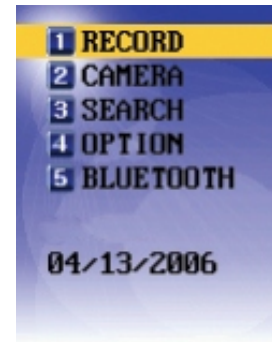 1 RECORD
2 CAMERA
3 SEARCH
4 OPTION
5 BLUETOOTH
04/13/2006